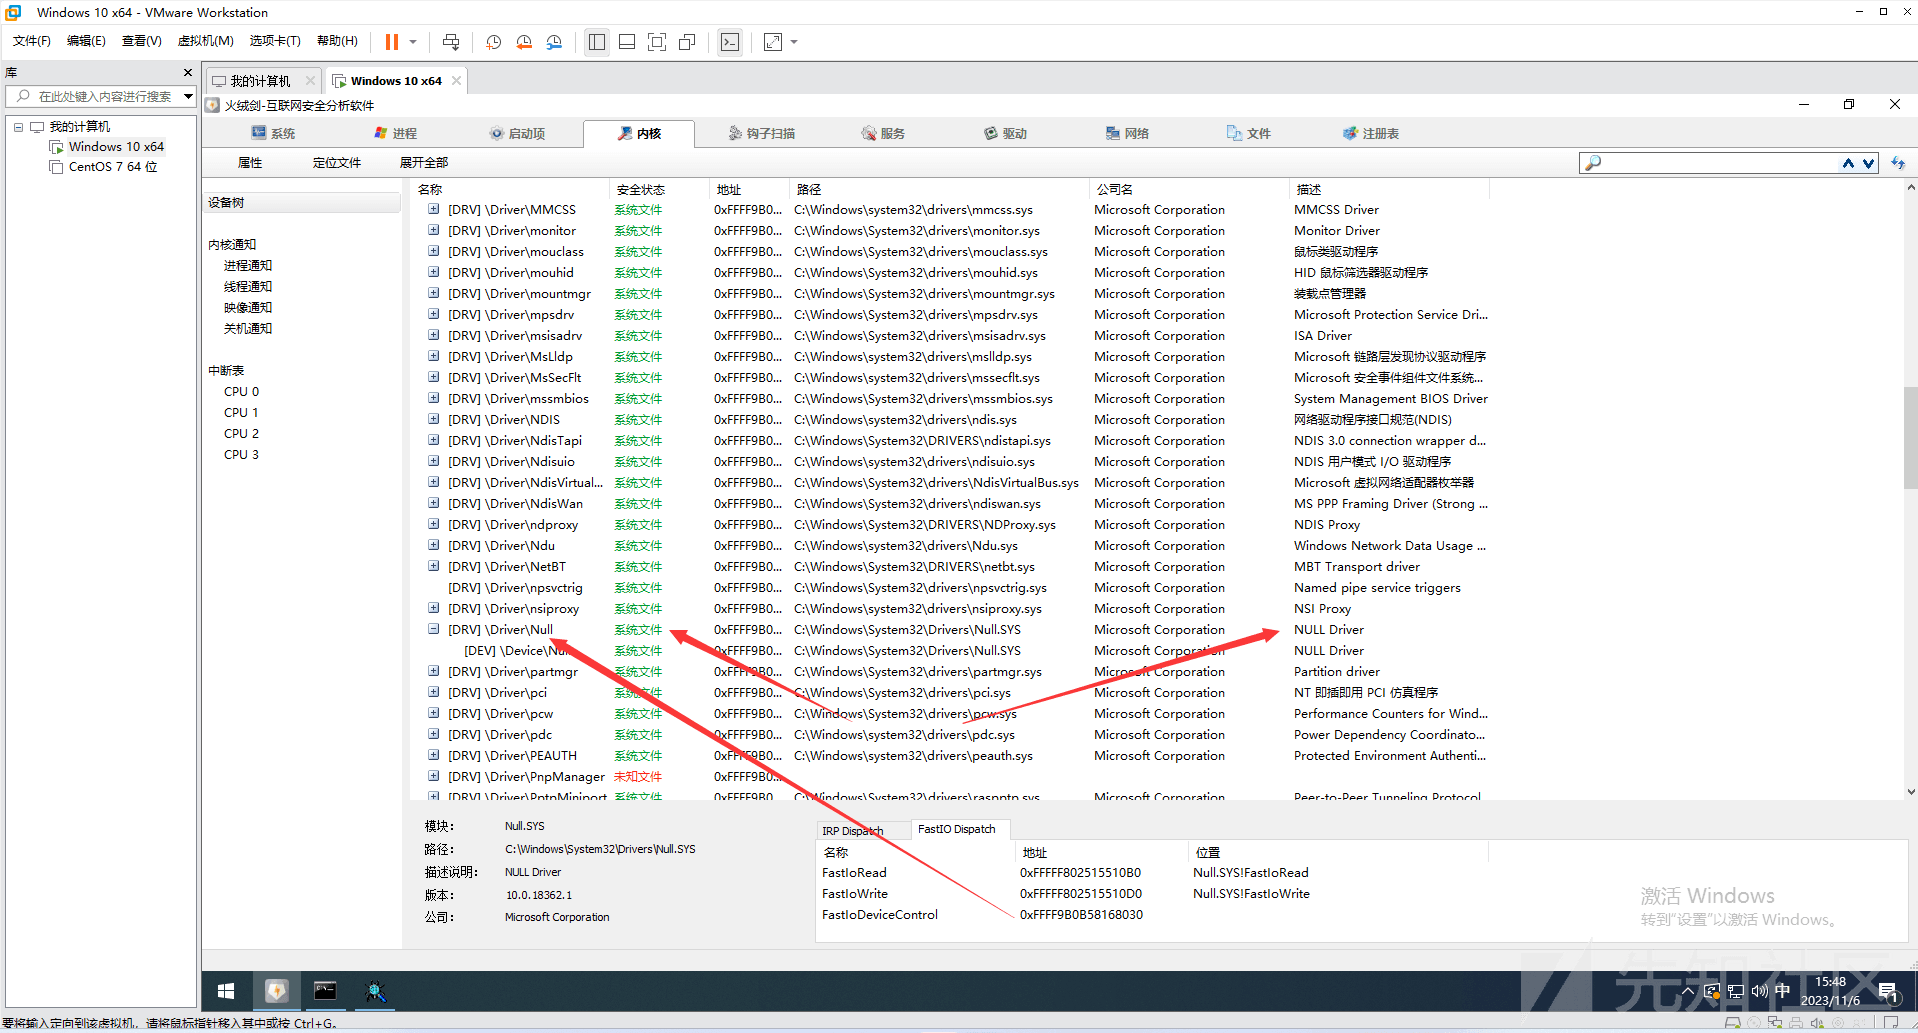 Windows 10 x64 - VMware Workstation
文件(F) 编辑(E) 查看(V) 虚拟机(M) 选项卡(T) 帮助(H)
库
在此处键入内容进行搜索
我的计算机
Windows 10 x64
CentOS 7 64 位
我的计算机 Windows 10 x64
火绒剑-互联网安全分析软件
系统 进程 启动项 内核 钩子扫描 服务 驱动 网络 文件 注册表
属性 定位文件 展开全部
设备树
内核通知
进程通知
线程通知
映像通知
关机通知
中断表
CPU 0
CPU 1
CPU 2
CPU 3
名称 安全状态 地址 路径 公司名 描述
[DRV] \Driver\MMCSS 系统文件 0xFFFF9B0... C:\Windows\system32\drivers\mmcss.sys Microsoft Corporation MMCSS Driver
[DRV] \Driver\monitor 系统文件 0xFFFF9B0... C:\Windows\system32\drivers\monitor.sys Microsoft Corporation Monitor Driver
[DRV] \Driver\mouclass 系统文件 0xFFFF9B0... C:\Windows\system32\drivers\mouclass.sys Microsoft Corporation 鼠标类驱动程序
[DRV] \Driver\mouhid 系统文件 0xFFFF9B0... C:\Windows\system32\drivers\mouhid.sys Microsoft Corporation HID 鼠标筛选器驱动程序
[DRV] \Driver\mountmgr 系统文件 0xFFFF9B0... C:\Windows\System32\drivers\mountmgr.sys Microsoft Corporation 装载点管理器
[DRV] \Driver\mpsdrv 系统文件 0xFFFF9B0... C:\Windows\System32\drivers\mpsdrv.sys Microsoft Corporation Microsoft Protection Service Dri...
[DRV] \Driver\msisadrv 系统文件 0xFFFF9B0... C:\Windows\System32\drivers\msisadrv.sys Microsoft Corporation ISA Driver
[DRV] \Driver\MsLldp 系统文件 0xFFFF9B0... C:\Windows\system32\drivers\mslldp.sys Microsoft Corporation Microsoft 链路层发现协议驱动程序
[DRV] \Driver\MsSecFlt 系统文件 0xFFFF9B0... C:\Windows\system32\drivers\mssecflt.sys Microsoft Corporation Microsoft 安全事件组件文件系统...
[DRV] \Driver\mssmbios 系统文件 0xFFFF9B0... C:\Windows\System32\drivers\mssmbios.sys Microsoft Corporation System Management BIOS Driver
[DRV] \Driver\NDIS 系统文件 0xFFFF9B0... C:\Windows\system32\drivers\ndis.sys Microsoft Corporation 网络驱动程序接口规范(NDIS)
[DRV] \Driver\NdisTapi 系统文件 0xFFFF9B0... C:\Windows\System32\DRIVERS\ndistapi.sys Microsoft Corporation NDIS 3.0 connection wrapper d...
[DRV] \Driver\Ndisuio 系统文件 0xFFFF9B0... C:\Windows\system32\drivers\ndisuio.sys Microsoft Corporation NDIS 用户模式 I/O 驱动程序
[DRV] \Driver\NdisVirtual... 系统文件 0xFFFF9B0... C:\Windows\System32\drivers\NdisVirtualBus.sys Microsoft Corporation Microsoft 虚拟网络适配器枚举器
[DRV] \Driver\NdisWan 系统文件 0xFFFF9B0... C:\Windows\System32\drivers\ndiswan.sys Microsoft Corporation MS PPP Framing Driver (Strong ...
[DRV] \Driver\ndproxy 系统文件 0xFFFF9B0... C:\Windows\System32\DRIVERS\NDProxy.sys Microsoft Corporation NDIS Proxy
[DRV] \Driver\Ndu 系统文件 0xFFFF9B0... C:\Windows\system32\drivers\Ndu.sys Microsoft Corporation Windows Network Data Usage ...
[DRV] \Driver\NetBT 系统文件 0xFFFF9B0... C:\Windows\System32\DRIVERS\netbt.sys Microsoft Corporation MBT Transport driver
[DRV] \Driver\npsvctrig 系统文件 0xFFFF9B0... C:\Windows\System32\drivers\npsvctrig.sys Microsoft Corporation Named pipe service triggers
[DRV] \Driver\nsiproxy 系统文件 0xFFFF9B0... C:\Windows\system32\drivers\nsiproxy.sys Microsoft Corporation NSI Proxy
[DRV] \Driver\Null 系统文件 0xFFFF9B0... C:\Windows\System32\Drivers\Null.SYS Microsoft Corporation NULL Driver
[DEV] \Device\Nu 系统文件 0xFFFF9B0... C:\Windows\System32\Drivers\Null.SYS Microsoft Corporation NULL Driver
[DRV] \Driver\partmgr 系统文件 0xFFFF9B0... C:\Windows\System32\drivers\partmgr.sys Microsoft Corporation Partition driver
[DRV] \Driver\pci 系统文件 0xFFFF9B0... C:\Windows\System32\drivers\pci.sys Microsoft Corporation NT 即插即用 PCI 仿真程序
[DRV] \Driver\pcw 系统文件 0xFFFF9B0... C:\Windows\System32\drivers\pcw.sys Microsoft Corporation Performance Counters for Wind...
[DRV] \Driver\pdc 系统文件 0xFFFF9B0... C:\Windows\system32\drivers\pdc.sys Microsoft Corporation Power Dependency Coordinato...
[DRV] \Driver\PEAUTH 系统文件 0xFFFF9B0... C:\Windows\system32\drivers\peauth.sys Microsoft Corporation Protected Environment Authenti...
[DRV] \Driver\PnpManager 未知文件 0xFFFF9B0...
[DRV] \Driver\PptpMiniport 系统文件 0xFFFF9B0 C:\Windows\System32\drivers\raspptp.sys Microsoft Corporation Peer-to-Peer Tunneling Protocol
模块: Null.SYS
路径: C:\Windows\System32\Drivers\Null.SYS
描述说明: NULL Driver
版本: 10.0.18362.1
公司: Microsoft Corporation
IRP Dispatch FastIO Dispatch
名称 地址 位置
FastIoRead 0xFFFFF802515510B0 Null.SYS!FastIoRead
FastIoWrite 0xFFFFF802515510D0 Null.SYS!FastIoWrite
FastIoDeviceControl 0xFFFF9B0B58168030
激活 Windows
转到"设置"以激活 Windows。
先知社区
中 15:48
2023/11/6
1
要将输入定向到该虚拟机，请将鼠标指针移入其中或按 Ctrl+G。